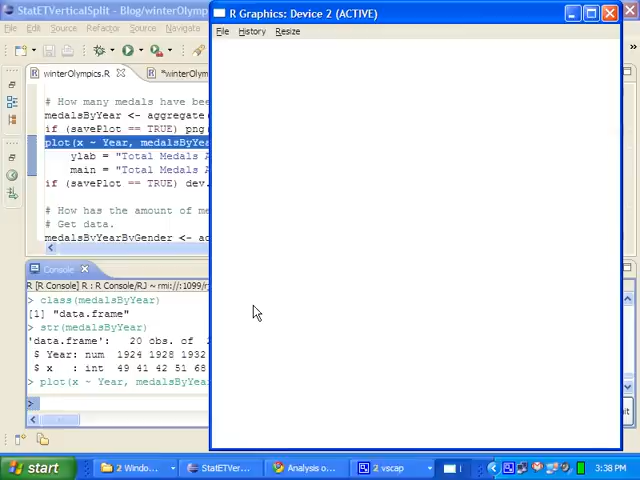 StatETVerticalSplit - Blog/winterOlymp
File Edit Source Refactor Source Navigate
winterOlympics.R
*winterOlym
# How many medals have bee
medalsByYear <- aggregate
if (savePlot == TRUE) png(
plot(x ~ Year, medalsByYea
ylab = "Total Medals A
main = "Total Medals A
if (savePlot == TRUE) dev.
# How has the amount of me
# Get data.
medalsByYearByGender <- ag
Console
R [R Console] R : R Console/RJ ~ rmi://:1099/r
> class(medalsByYear)
[1] "data.frame"
> str(medalsByYear)
'data.frame': 20 obs. of 2
$ Year: num 1924 1928 1932
$ x : int 49 41 42 51 68
> plot(x ~ Year, medalsByYear
>
R Graphics: Device 2 (ACTIVE)
File History Resize
start
2 Windo...
StatETVer...
Analysis o...
2 vscap
3:38 PM